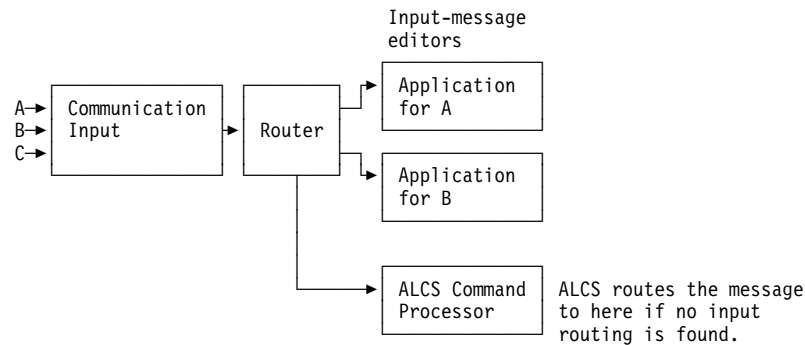 Input-message
editors
A
B
C
Communication
Input
Router
Application
for A
Application
for B
ALCS Command
Processor
ALCS routes the message
to here if no input
routing is found.